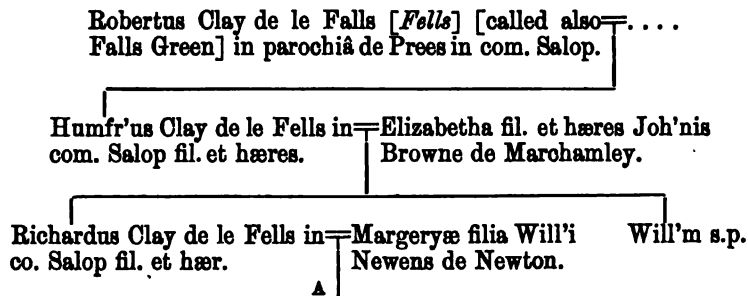 Robertus Clay de le Falls [Fells] [called also=....
Falls Green] in parochiâ de Prees in com. Salop.
Humfr'us Clay de le Fells in=Elizabetha fil. et hæres Joh'nis
com. Salop fil. et hæres. Browne de Marchamley.
Richardus Clay de le Fells in=Margeryæ filia Will'i Will'm s.p.
co. Salop fil. et hær. Newens de Newton.
A